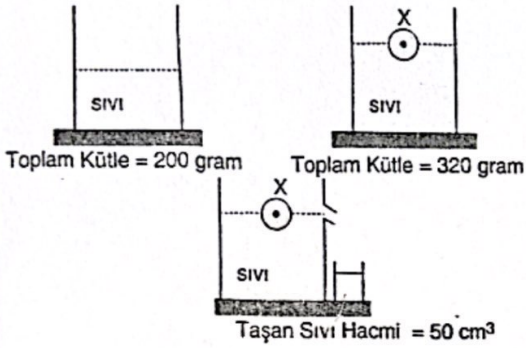 X
SIVI
SIVI
Toplam Kütle = 200 gram
Toplam Kütle = 320 gram
X
SIVI
Taşan Sıvı Hacmi = 50 cm³